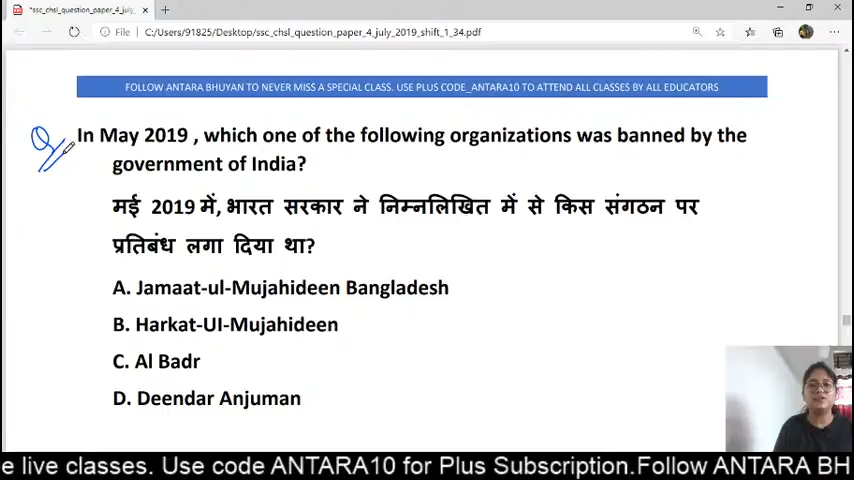 *ssc_chsl_question_paper_4_july_
File C:/Users/91825/Desktop/ssc_chsl_question_paper_4_july_2019_shift_1_34.pdf
FOLLOW ANTARA BHUYAN TO NEVER MISS A SPECIAL CLASS. USE PLUS CODE_ANTARA10 TO ATTEND ALL CLASSES BY ALL EDUCATORS
In May 2019 , which one of the following organizations was banned by the
government of India?
मई 2019 में, भारत सरकार ने निम्नलिखित में से किस संगठन पर
प्रतिबंध लगा दिया था?
A. Jamaat-ul-Mujahideen Bangladesh
B. Harkat-UI-Mujahideen
C. Al Badr
D. Deendar Anjuman
e live classes. Use code ANTARA10 for Plus Subscription.Follow ANTARA BH